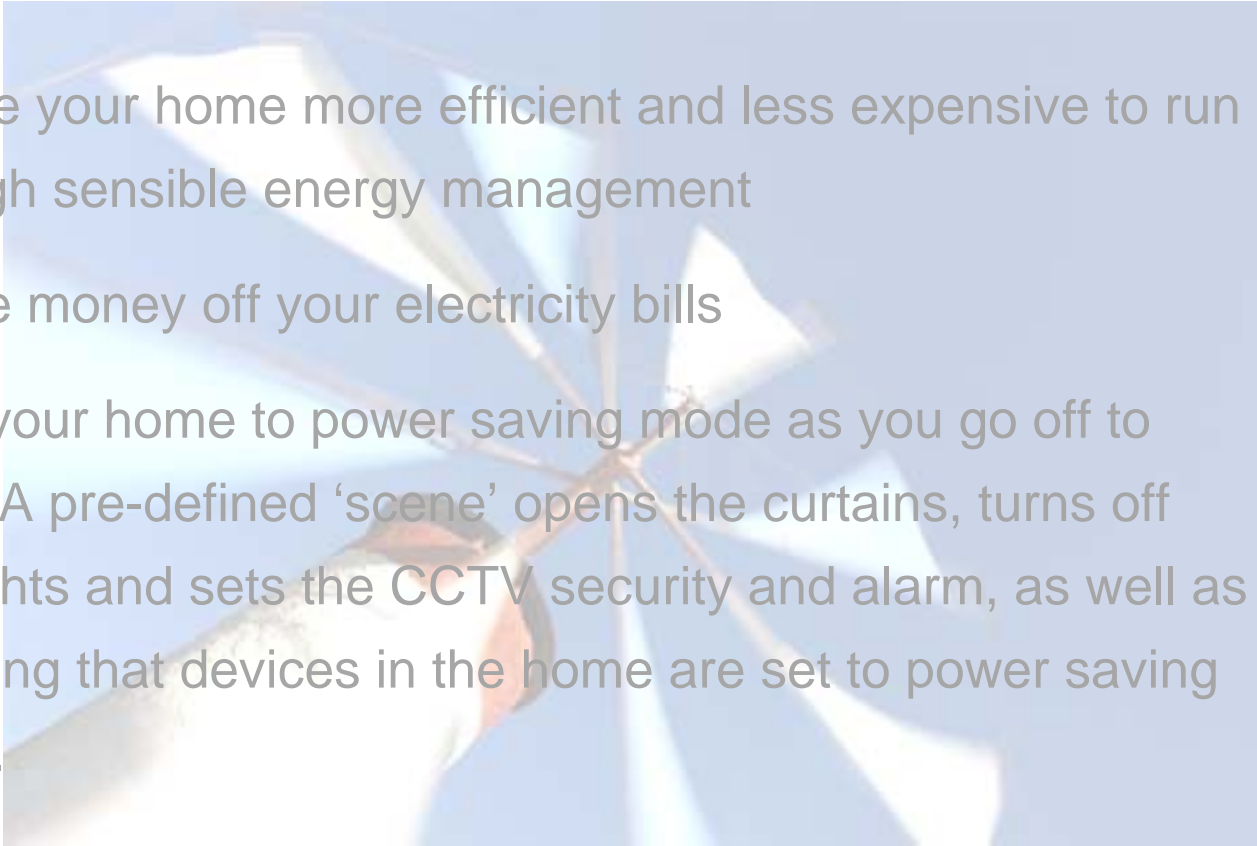 e your home more efficient and less expensive to run
gh sensible energy management
e money off your electricity bills
your home to power saving mode as you go off to
A pre-defined ‘scene’ opens the curtains, turns off
hts and sets the CCTV security and alarm, as well as
ng that devices in the home are set to power saving